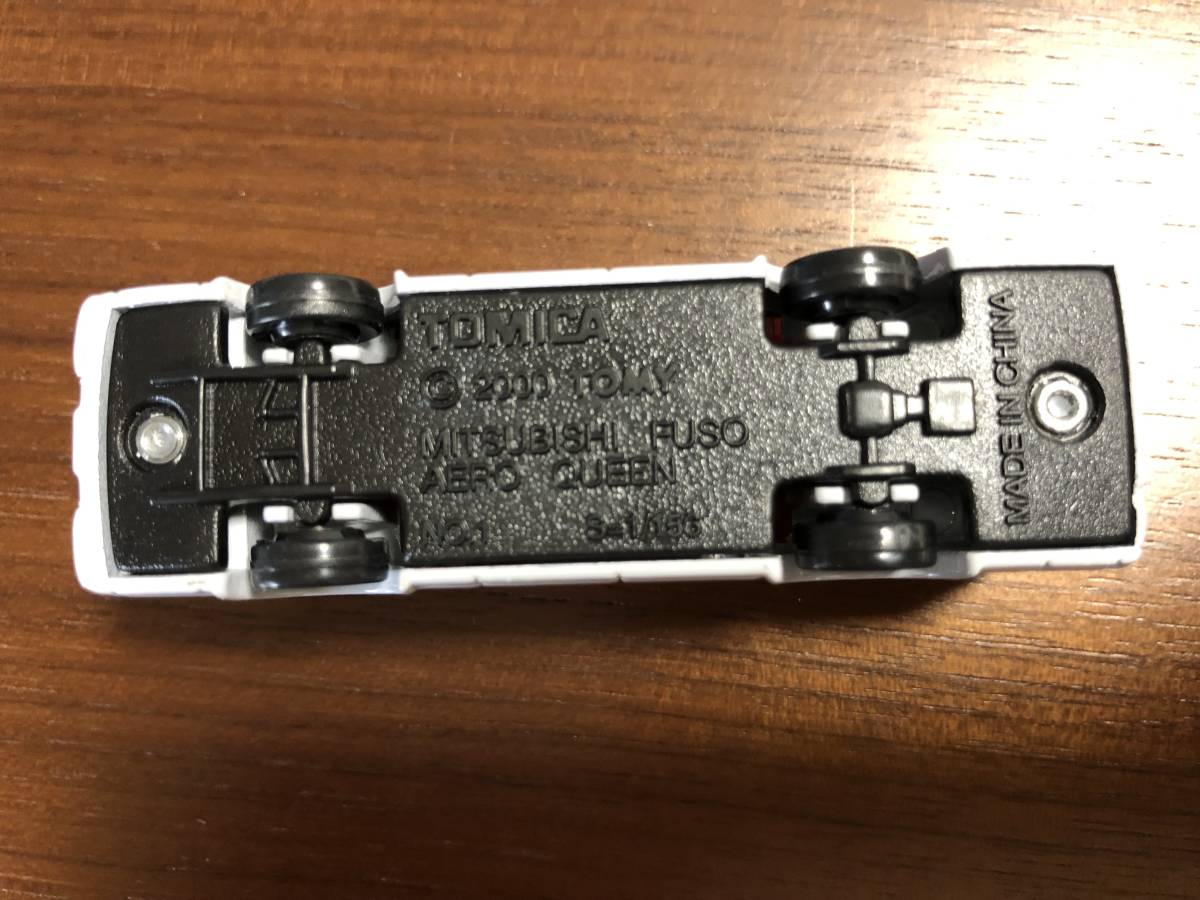 TOMICA
© 2000 TOMY
MITSUBISHI FUSO
AERO QUEEN
NO.1 S=1/156
MADE IN CHINA